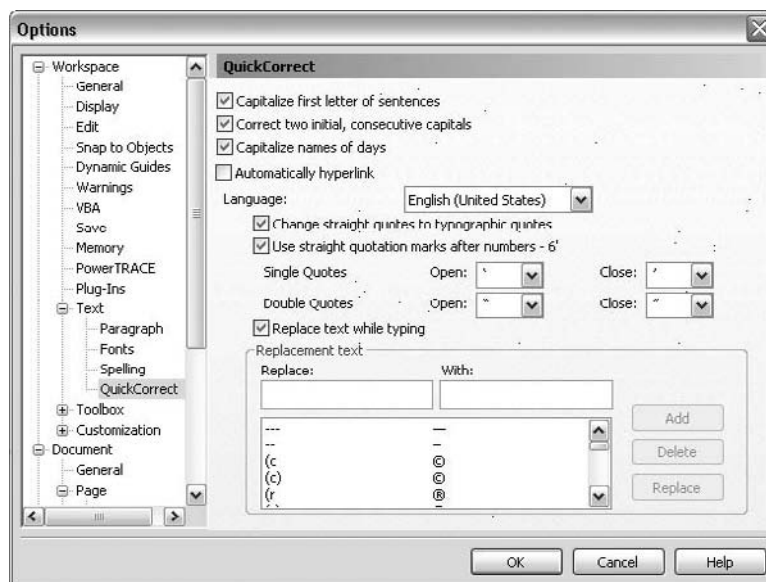 Options
Workspace
General
Display
Edit
Snap to Objects
Dynamic Guides
Warnings
VBA
Save
Memory
PowerTRACE
Plug-Ins
Text
Paragraph
Fonts
Spelling
QuickCorrect
Toolbox
Customization
Document
General
Page
QuickCorrect
Capitalize first letter of sentences
Correct two initial, consecutive capitals
Capitalize names of days
Automatically hyperlink
Language: English (United States)
Change straight quotes to typographic quotes
Use straight quotation marks after numbers - 6'
Single Quotes Open: ‘ Close: ’
Double Quotes Open: “ Close: ”
Replace text while typing
Replacement text
Replace: With:
--- —
-- –
(c ©
(c) ©
(r ®
Add
Delete
Replace
OK Cancel Help